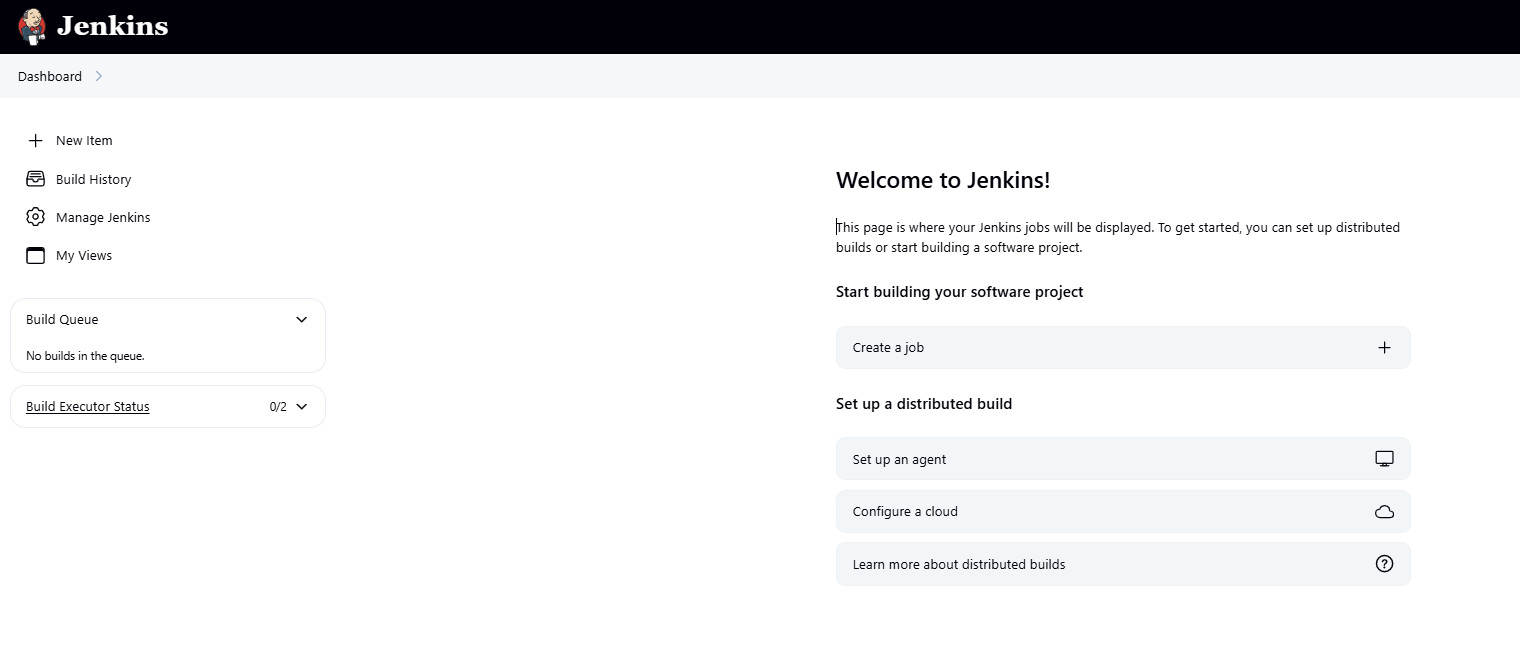 Jenkins
Dashboard
New Item
Build History
Manage Jenkins
My Views
Build Queue
No builds in the queue.
Build Executor Status 0/2
Welcome to Jenkins!
This page is where your Jenkins jobs will be displayed. To get started, you can set up distributed
builds or start building a software project.
Start building your software project
Create a job
Set up a distributed build
Set up an agent
Configure a cloud
Learn more about distributed builds